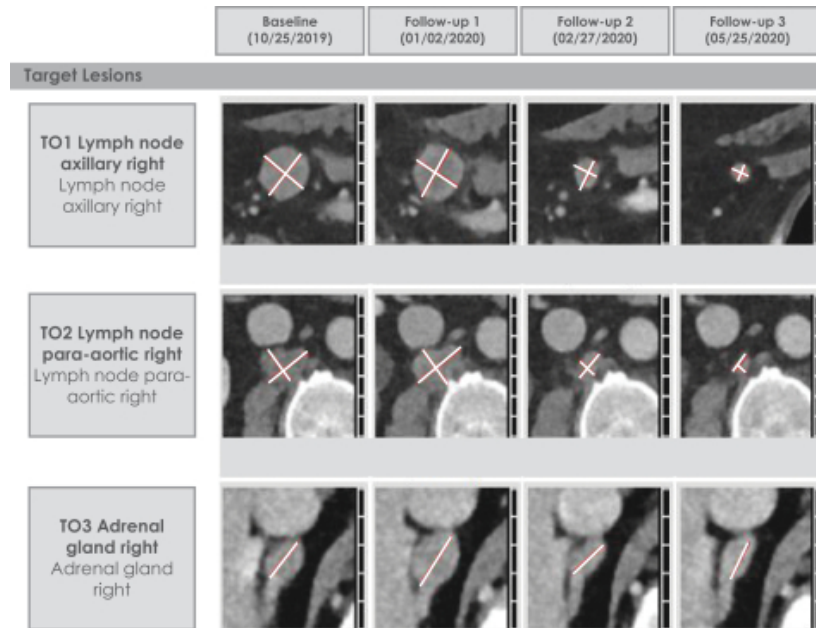 Baseline
(10/25/2019)
Follow-up 1
(01/02/2020)
Follow-up 2
(02/27/2020)
Follow-up 3
(05/25/2020)
Target Lesions
TO1 Lymph node
axillary right
Lymph node
axillary right
TO2 Lymph node
para-aortic right
Lymph node para-
aortic right
TO3 Adrenal
gland right
Adrenal gland
right